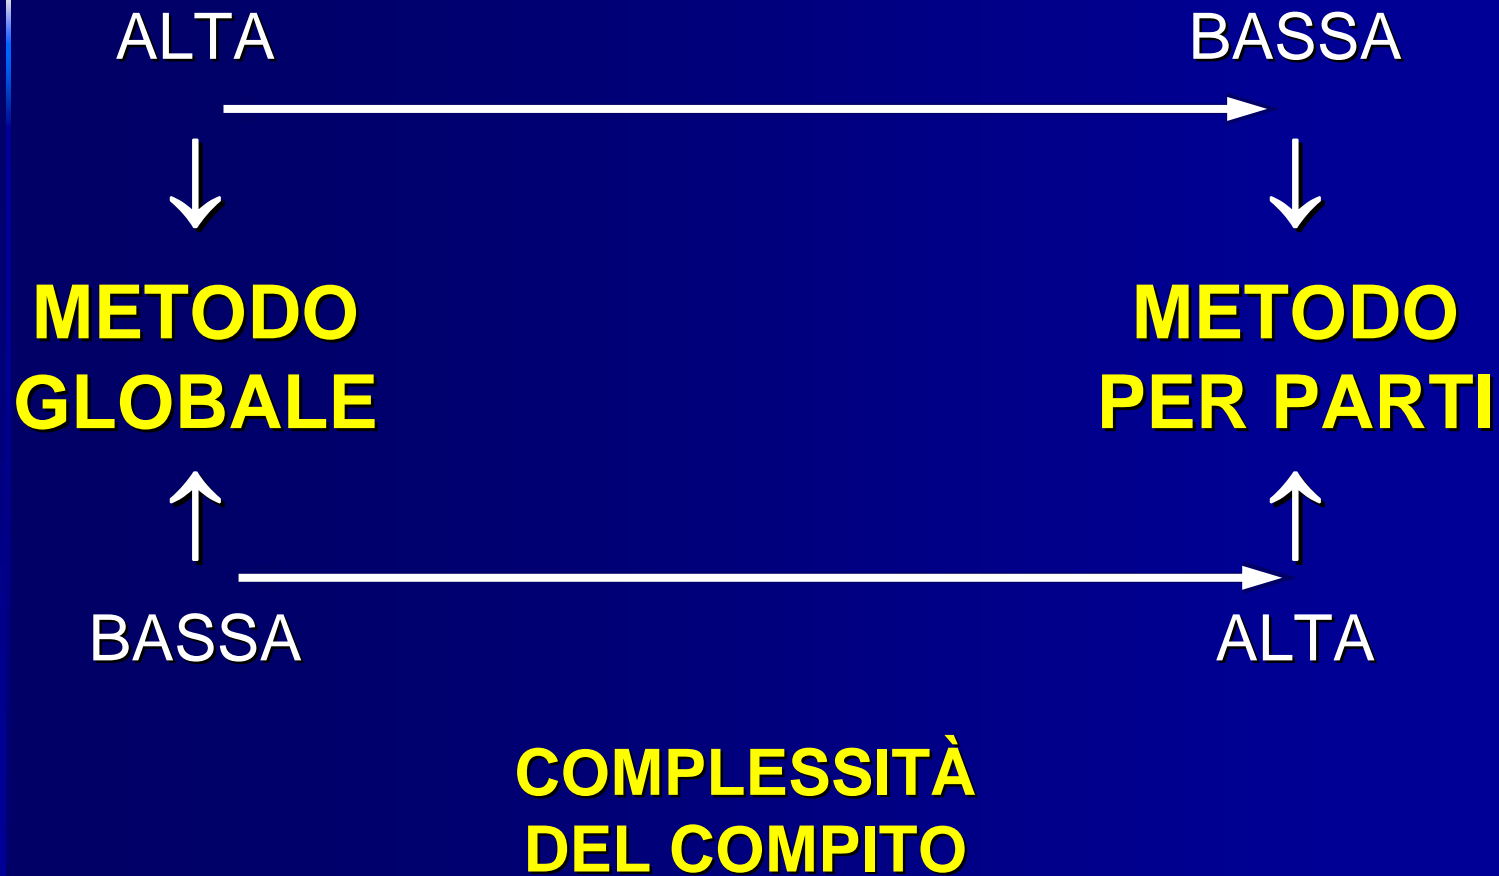 ALTA BASSA
METODO METODO
GLOBALE PER PARTI
BASSA ALTA
COMPLESSITÀ
DEL COMPITO